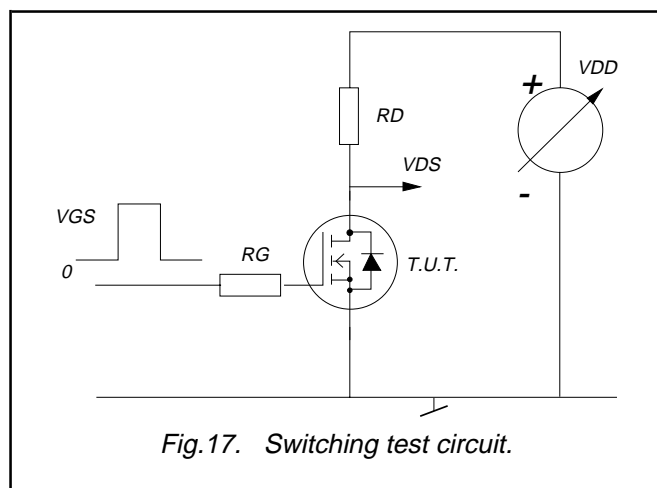 VDD
+
RD
VDS
-
VGS
RG
T.U.T.
0
Fig.17. Switching test circuit.